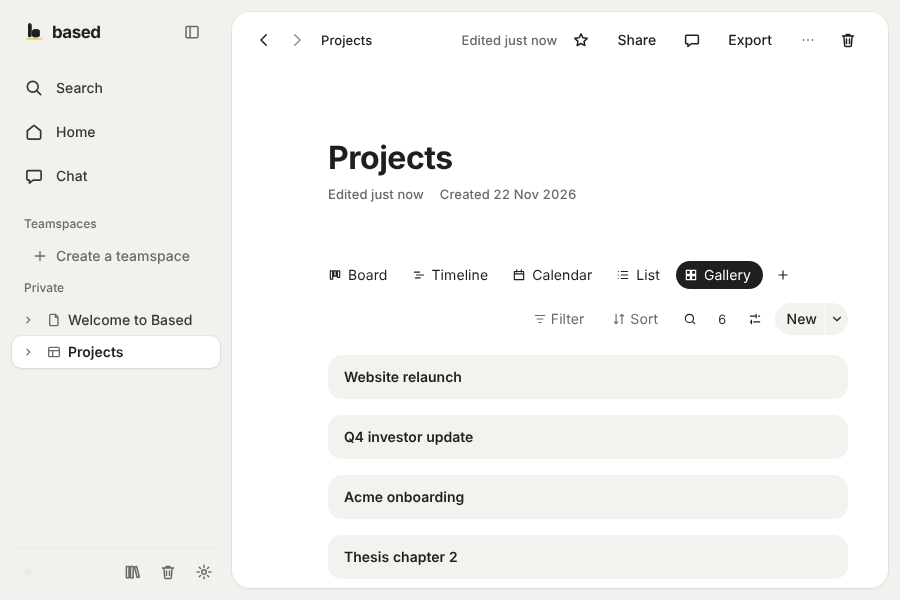 based
Search
Home
Chat
Teamspaces
Create a teamspace
Private
Welcome to Based
Projects
Projects
Edited just now
Share
Export
Projects
Edited just now Created 22 Nov 2026
Board Timeline Calendar List Gallery
Filter Sort 6 New
Website relaunch
Q4 investor update
Acme onboarding
Thesis chapter 2